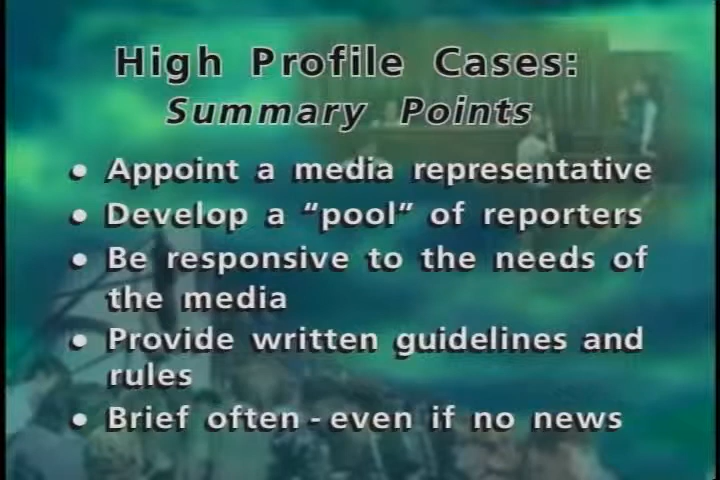 High Profile Cases:
Summary Points
• Appoint a media representative
• Develop a “pool” of reporters
• Be responsive to the needs of
the media
• Provide written guidelines and
rules
• Brief often - even if no news